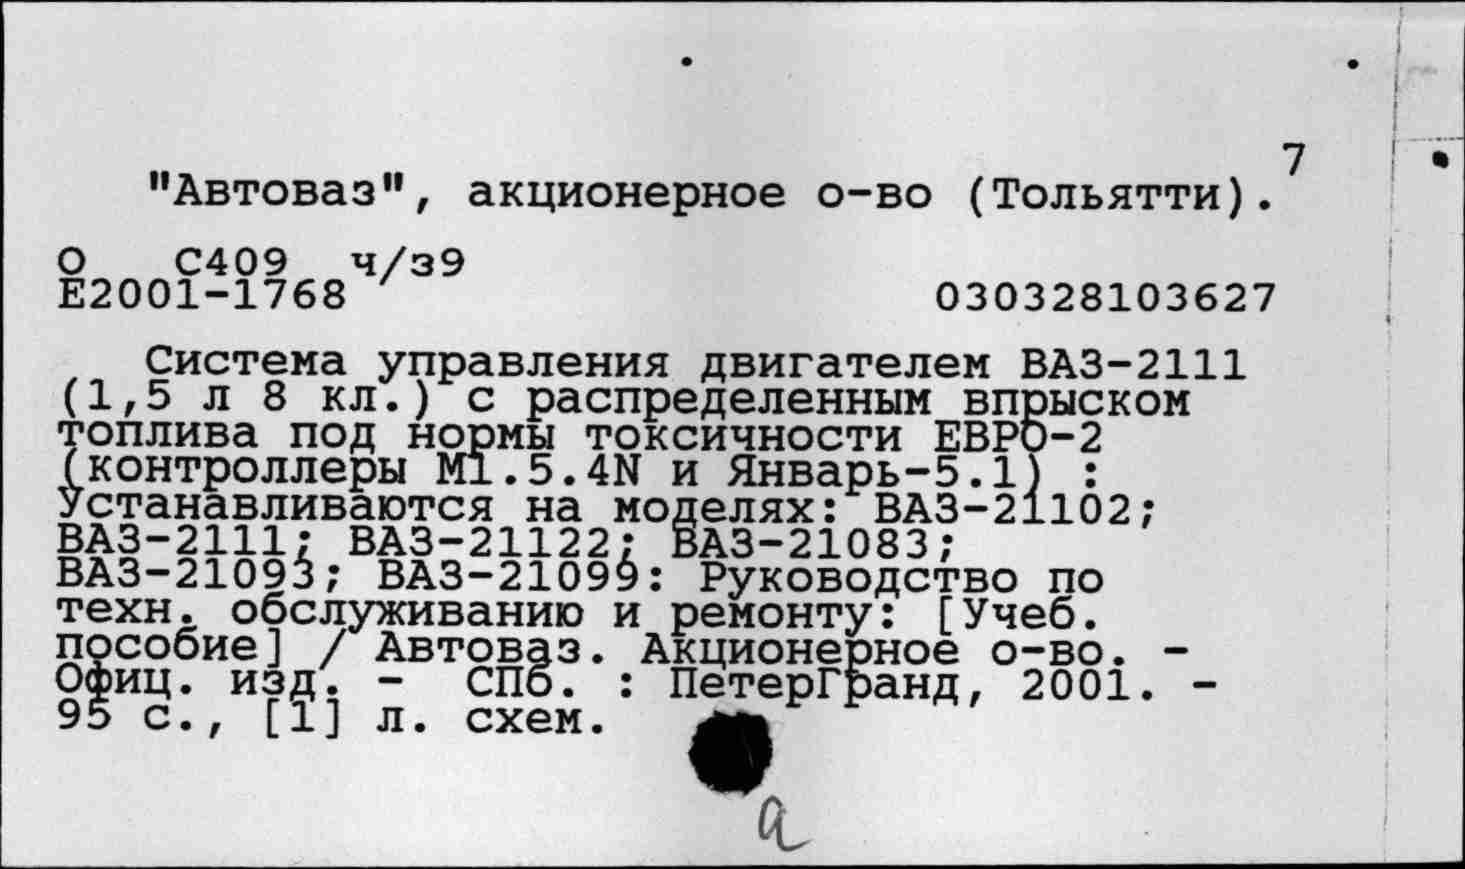 7
"Автоваз", акционерное о-во (Тольятти).
О С409 ч/з9
Е2001-1768 030328103627
Система управления двигателем ВАЗ-2111
(1,5 л 8 кл.) с распределенным впрыском
топлива под нормы токсичности ЕВРО-2
(контроллеры М1.5.4N и Январь-5.1) :
Устанавливаются на моделях: ВАЗ-21102;
ВАЗ-2111; ВАЗ-21122; ВАЗ-21083;
ВАЗ-21093; ВАЗ-21099: Руководство по
техн. обслуживанию и ремонту: [Учеб.
пособие] / Автоваз. Акционерное о-во. -
Офиц. изд. - СПб. : ПетерГранд, 2001. -
95 с., [1] л. схем.
а